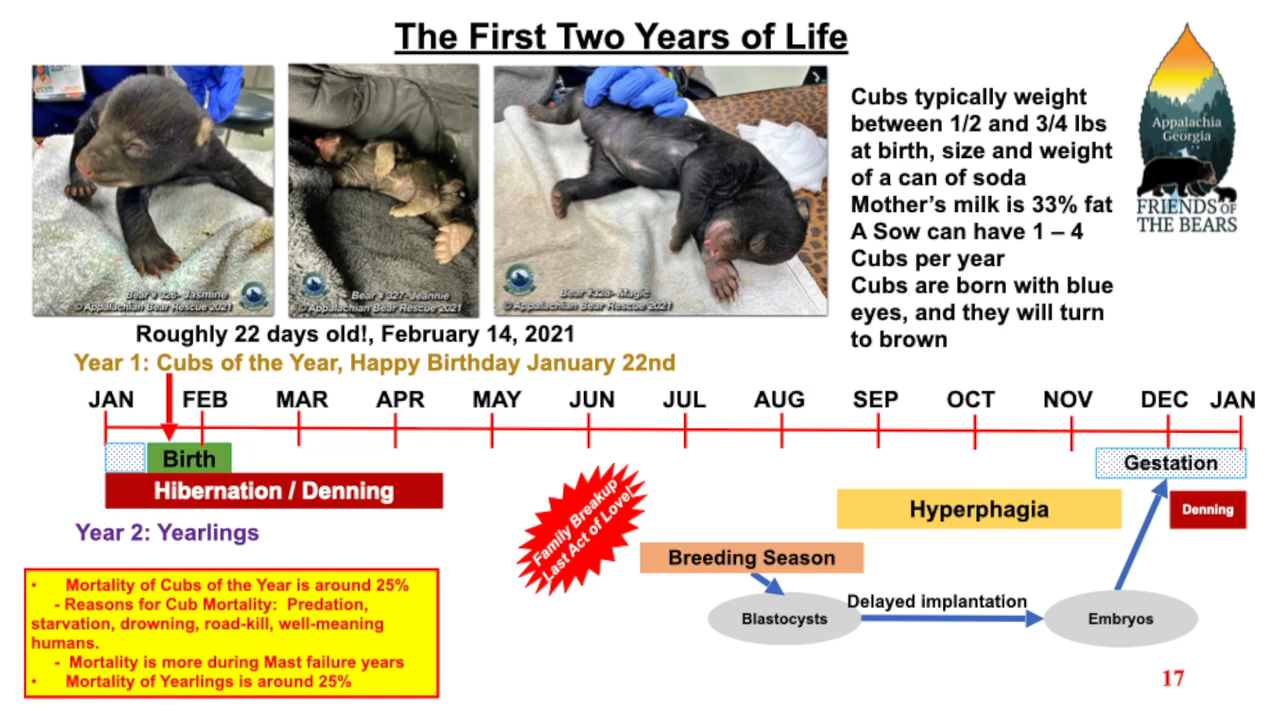 The First Two Years of Life
Bear # 326- Jasmine
© Appalachian Bear Rescue 2021
Bear # 327-Jeannie
© Appalachian Bear Rescue 2021
Bear #328- Magic
© Appalachian Bear Rescue 2021
Cubs typically weight
between 1/2 and 3/4 lbs
at birth, size and weight
of a can of soda
Mother's milk is 33% fat
A Sow can have 1 – 4
Cubs per year
Cubs are born with blue
eyes, and they will turn
to brown
Appalachia
Georgia
FRIENDS OF
THE BEARS
Roughly 22 days old!, February 14, 2021
Year 1: Cubs of the Year, Happy Birthday January 22nd
JAN FEB MAR APR MAY JUN JUL AUG SEP OCT NOV DEC JAN
Birth
Hibernation / Denning
Gestation
Hyperphagia
Denning
Year 2: Yearlings
Family Breakup
Last Act of Love!
Breeding Season
Blastocysts
Delayed implantation
Embryos
• Mortality of Cubs of the Year is around 25%
- Reasons for Cub Mortality: Predation,
starvation, drowning, road-kill, well-meaning
humans.
- Mortality is more during Mast failure years
• Mortality of Yearlings is around 25%
17